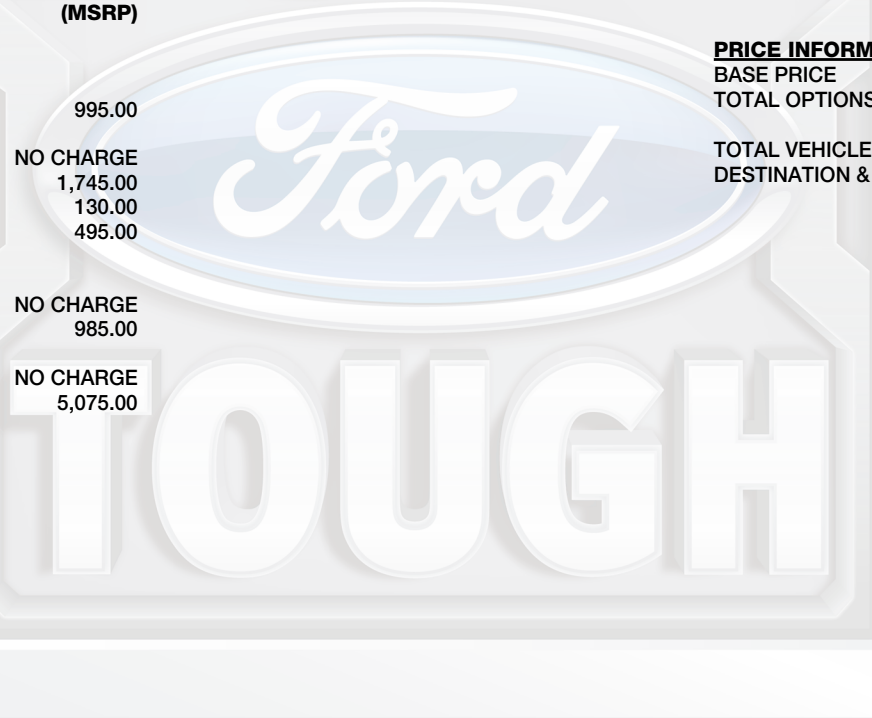 (MSRP)
995.00
NO CHARGE
1,745.00
130.00
495.00
NO CHARGE
985.00
NO CHARGE
5,075.00
PRICE INFORM
BASE PRICE
TOTAL OPTIONS
TOTAL VEHICLE
DESTINATION &
Ford
TOUGH